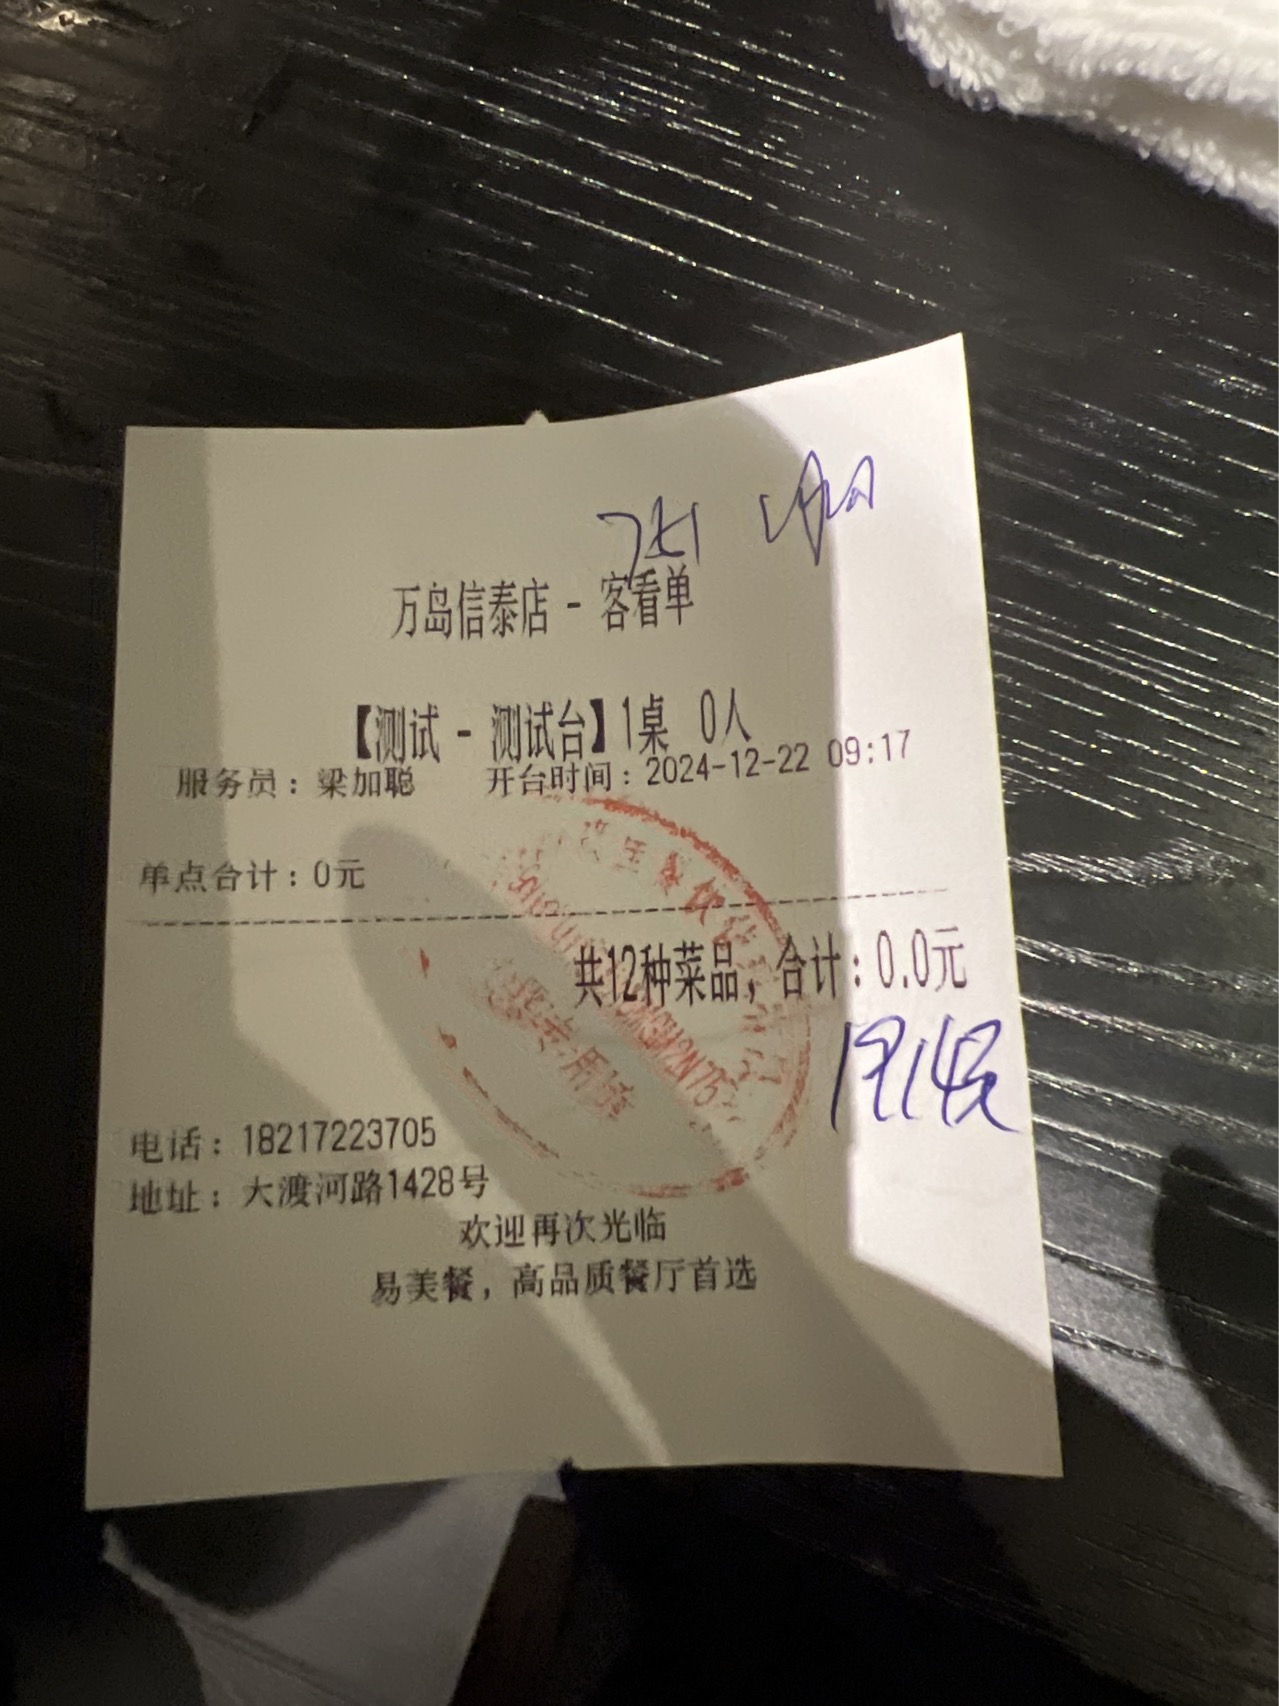 万岛信泰店 - 客看单
【测试 - 测试台】1桌 0人
服务员：梁加聪 开台时间：2024-12-22 09:17
单点合计：0元
共12种菜品，合计：0.0元
电话：18217223705
地址：大渡河路1428号
欢迎再次光临
易美餐，高品质餐厅首选
专用章